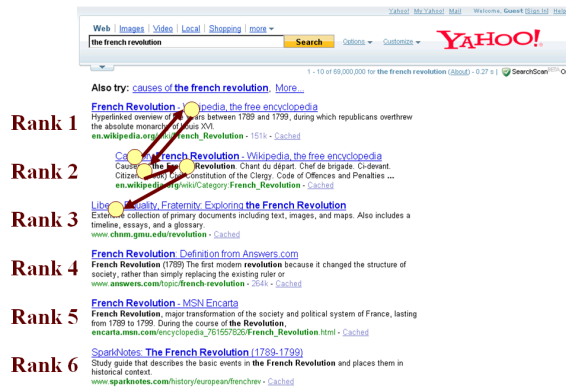 Yahoo! My Yahoo! Mail Welcome, Guest [Sign In] Help
Web | Images | Video | Local | Shopping | more
the french revolution Search Options Customize YAHOO!
1 - 10 of 69,000,000 for the french revolution (About) - 0.27 s | SearchScan BETA
Also try: causes of the french revolution, More...
Rank 1
French Revolution - Wikipedia, the free encyclopedia
Hyperlinked overview of the years between 1789 and 1799, during which republicans overthrew
the absolute monarchy of Louis XVI.
en.wikipedia.org/wiki/French_Revolution - 151k - Cached
Rank 2
French Revolution - Wikipedia, the free encyclopedia
the French Revolution. Chant du départ. Chef de brigade. Ci-devant.
Constitution of the Clergy. Code of Offences and Penalties ...
en.wikipedia.org/wiki/Category:French_Revolution - Cached
Rank 3
Equality, Fraternity: Exploring the French Revolution
Extensive collection of primary documents including text, images, and maps. Also includes a
timeline, essays, and a glossary.
www.chnm.gmu.edu/revolution - Cached
Rank 4
French Revolution: Definition from Answers.com
French Revolution (1789) The first modern revolution because it changed the structure of
society, rather than simply replacing the existing ruler or
www.answers.com/topic/french-revolution - 264k - Cached
Rank 5
French Revolution - MSN Encarta
French Revolution, major transformation of the society and political system of France, lasting
from 1789 to 1799. During the course of the Revolution,
encarta.msn.com/encyclopedia_761557826/French_Revolution.html - Cached
Rank 6
SparkNotes: The French Revolution (1789-1799)
Study guide that describes the basic events in the French Revolution and places them in
historical context.
www.sparknotes.com/history/european/frenchrev - Cached